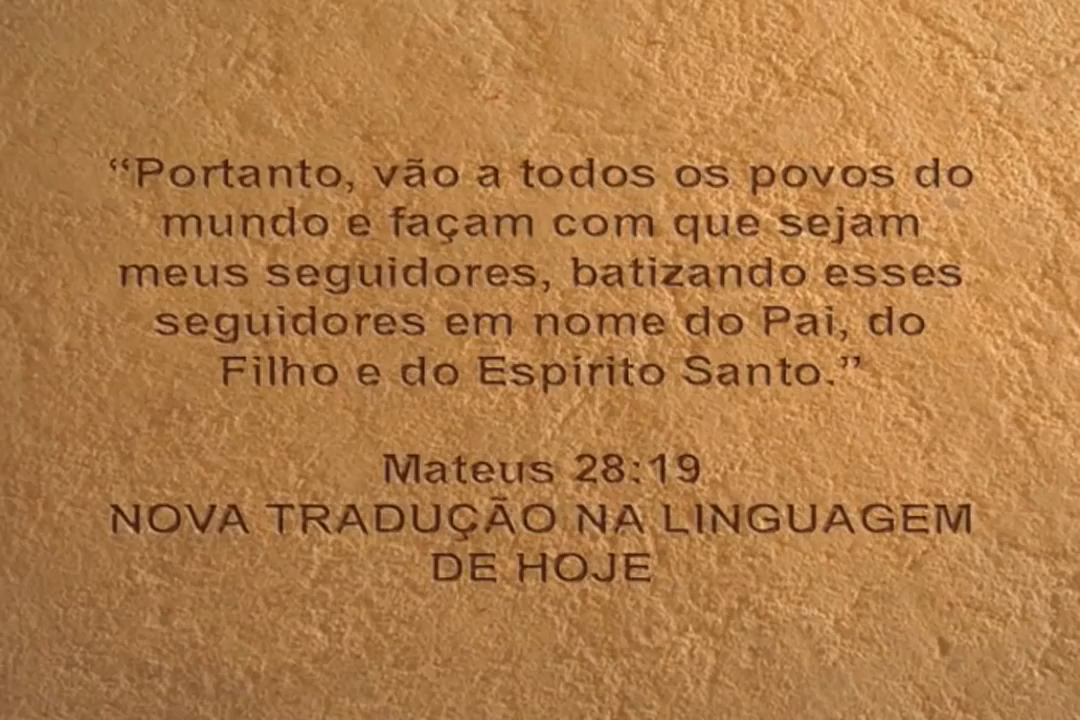 “Portanto, vão a todos os povos do
mundo e façam com que sejam
meus seguidores, batizando esses
seguidores em nome do Pai, do
Filho e do Espírito Santo.”
Mateus 28:19
NOVA TRADUÇÃO NA LINGUAGEM
DE HOJE